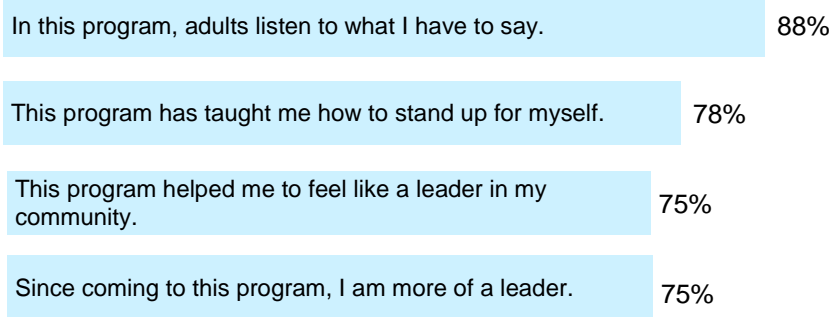 In this program, adults listen to what I have to say. 88%
This program has taught me how to stand up for myself. 78%
This program helped me to feel like a leader in my
community. 75%
Since coming to this program, I am more of a leader. 75%